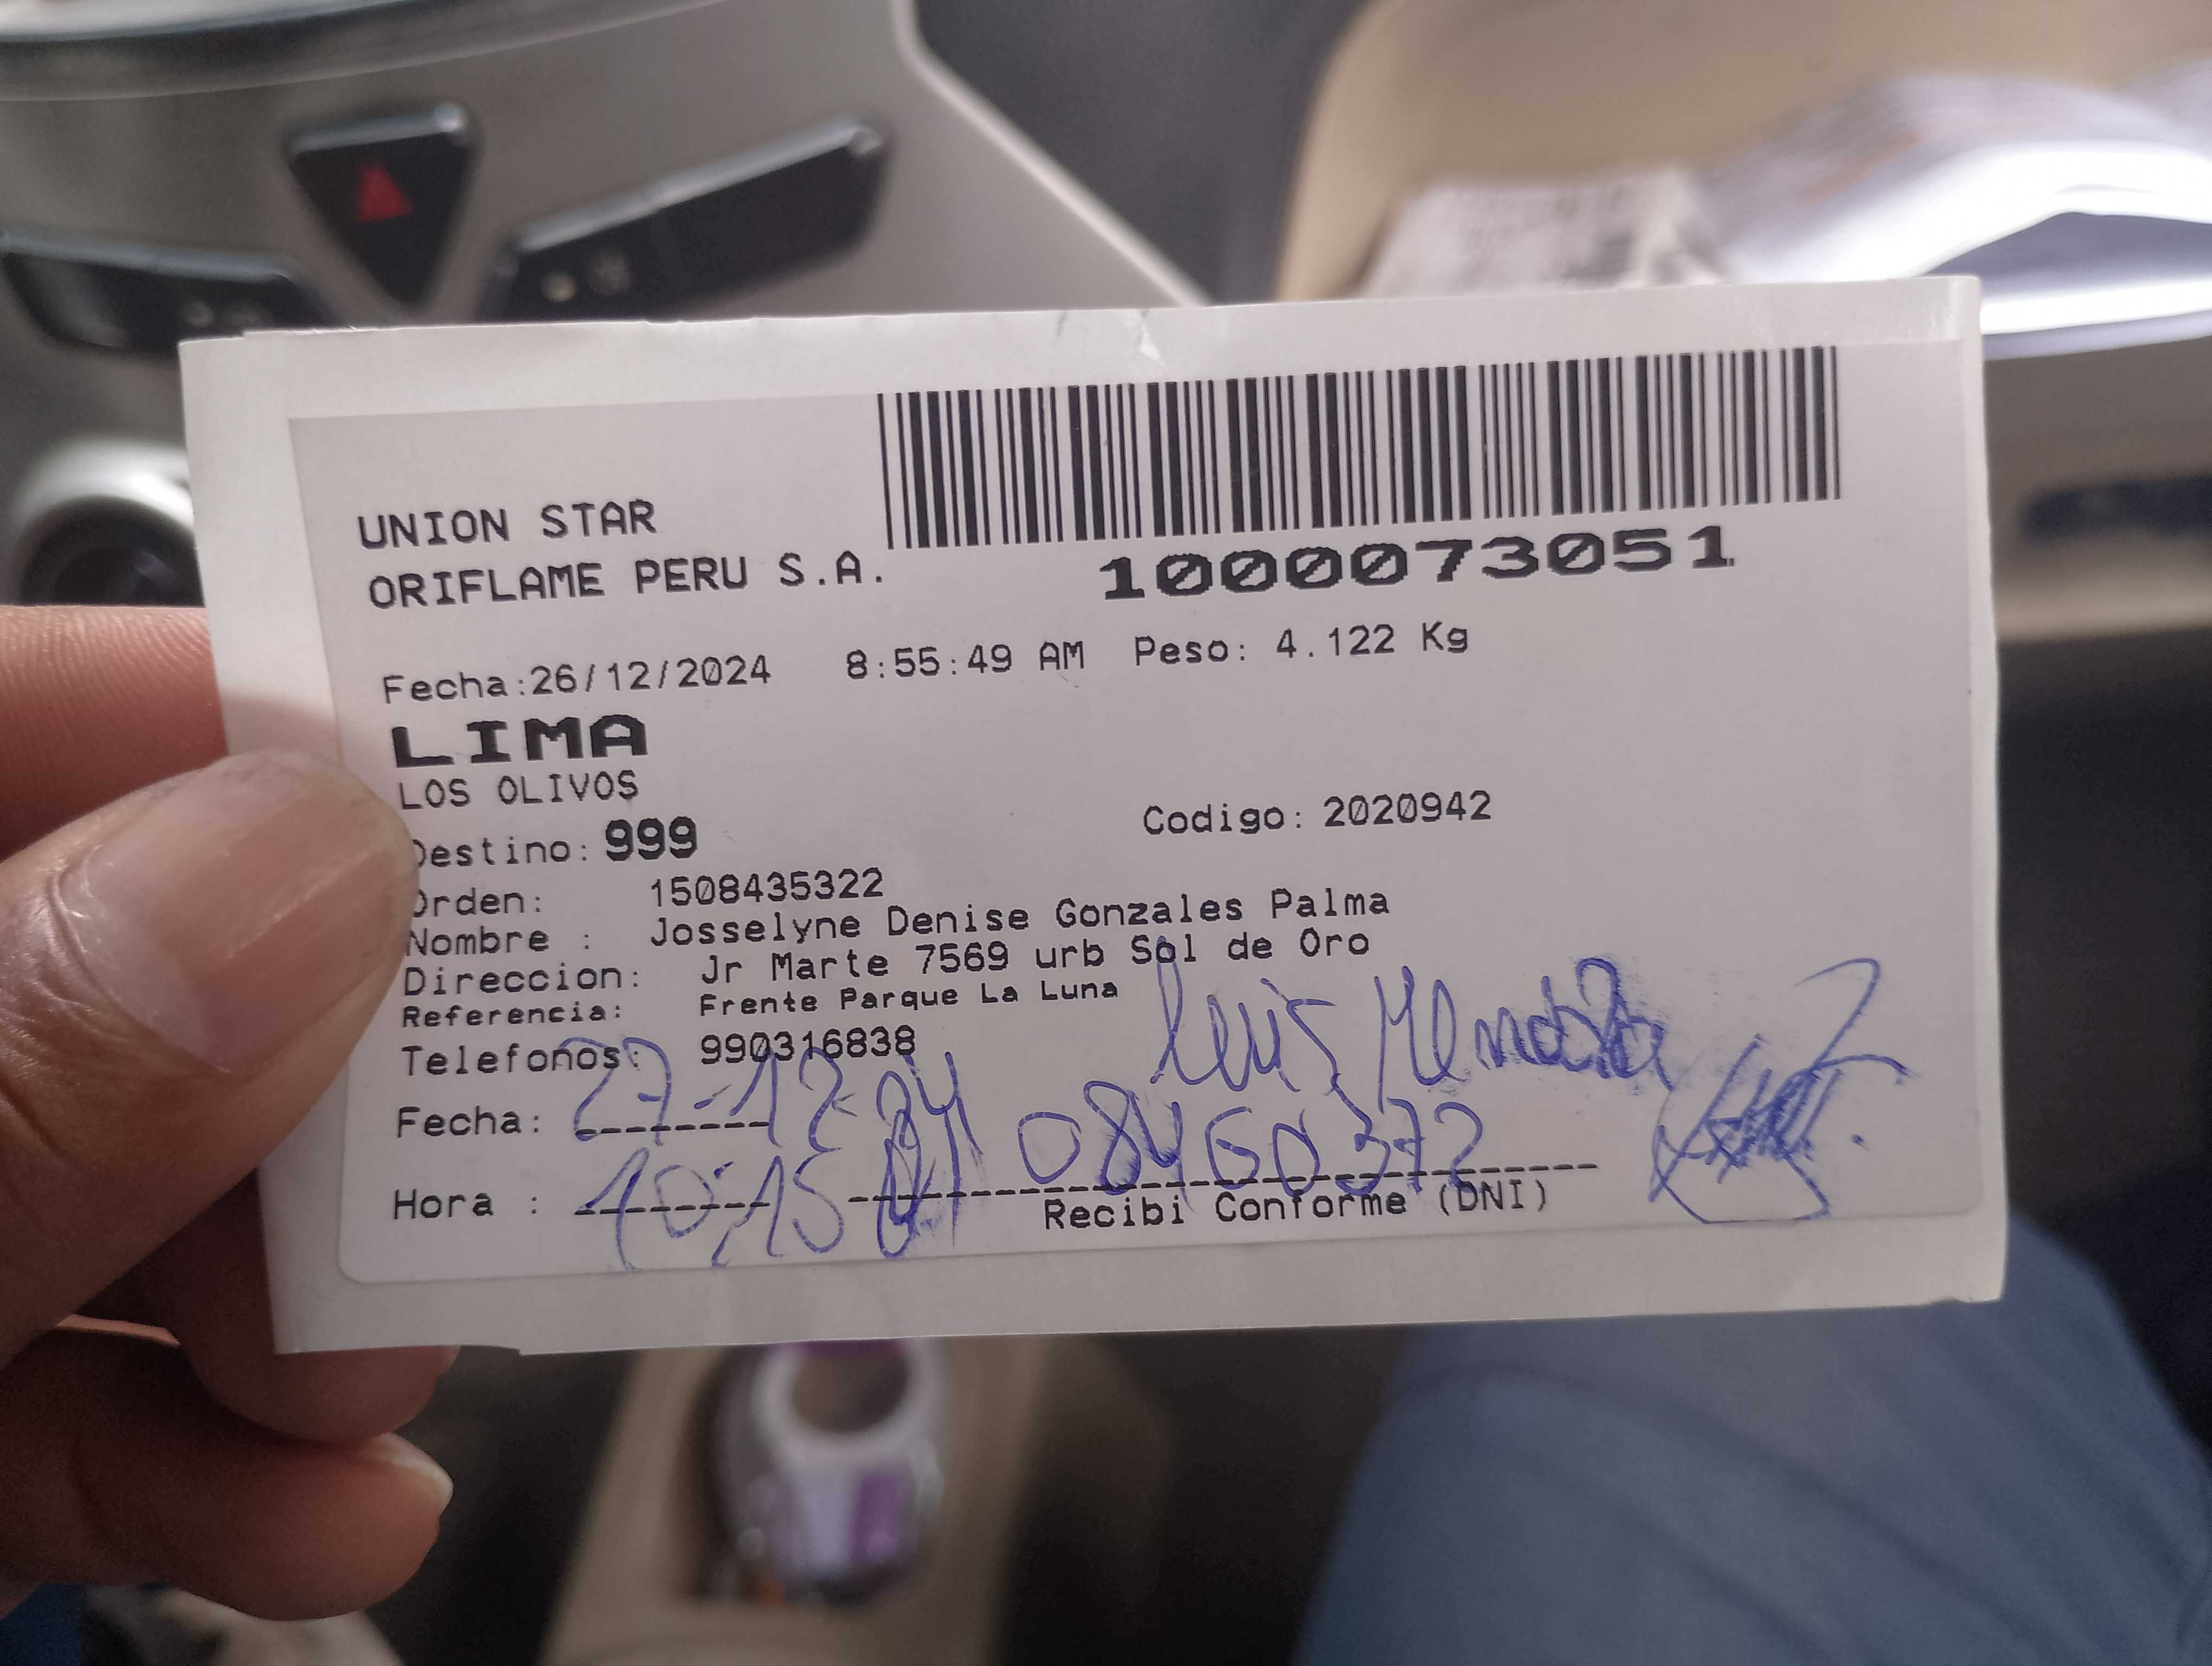 UNION STAR
ORIFLAME PERU S.A.
1000073051
Fecha:26/12/2024 8:55:49 AM Peso: 4.122 Kg
LIMA
LOS OLIVOS
Destino: 999 Codigo: 2020942
Orden: 1508435322
Nombre : Josselyne Denise Gonzales Palma
Direccion: Jr Marte 7569 urb Sol de Oro
Referencia: Frente Parque La Luna
Telefonos: 990316838
Luis Mendoza
Fecha: 27-12-24
Hora : 10:15
Recibi Conforme (DNI)